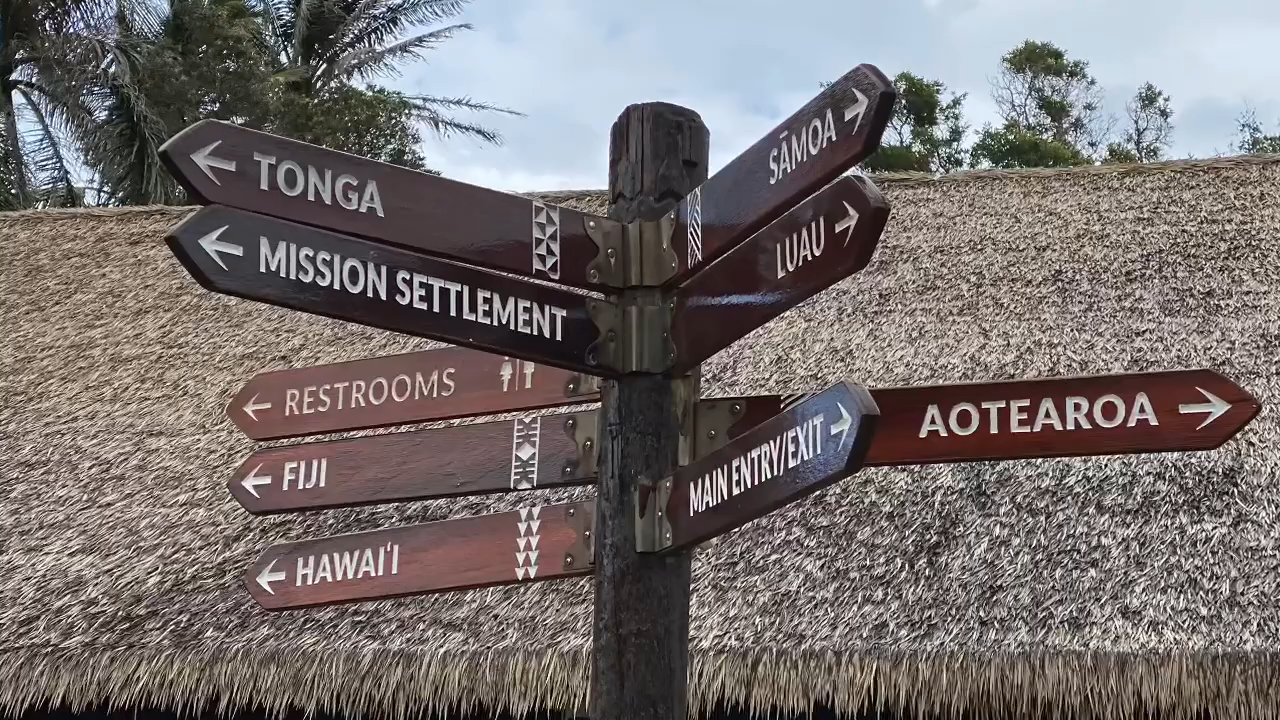 TONGA
MISSION SETTLEMENT
RESTROOMS
FIJI
HAWAIʻI
SĀMOA
LUAU
MAIN ENTRY/EXIT
AOTEAROA